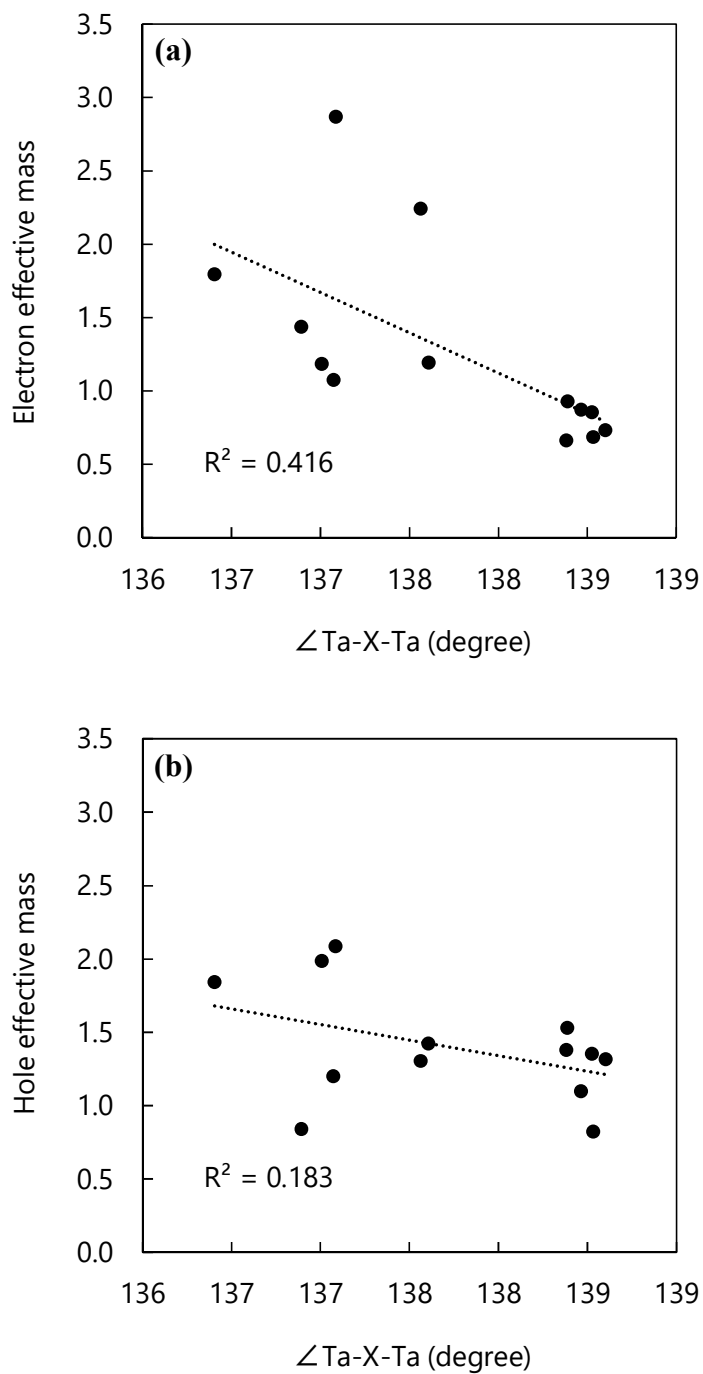 (a)
3.5
3.0
2.5
2.0
1.5
1.0
0.5
0.0
Electron effective mass
R² = 0.416
136 137 137 138 138 139 139
∠Ta-X-Ta (degree)
(b)
3.5
3.0
2.5
2.0
1.5
1.0
0.5
0.0
Hole effective mass
R² = 0.183
136 137 137 138 138 139 139
∠Ta-X-Ta (degree)